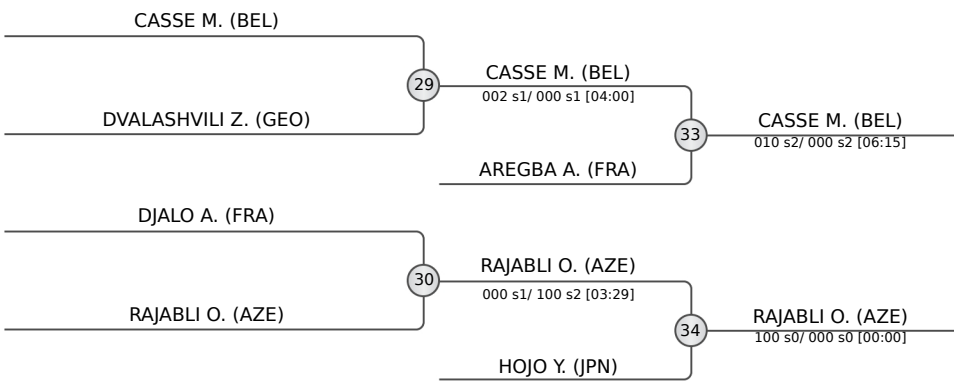 CASSE M. (BEL)
DVALASHVILI Z. (GEO)
29
CASSE M. (BEL)
002 s1/ 000 s1 [04:00]
AREGBA A. (FRA)
33
CASSE M. (BEL)
010 s2/ 000 s2 [06:15]
DJALO A. (FRA)
RAJABLI O. (AZE)
30
RAJABLI O. (AZE)
000 s1/ 100 s2 [03:29]
HOJO Y. (JPN)
34
RAJABLI O. (AZE)
100 s0/ 000 s0 [00:00]